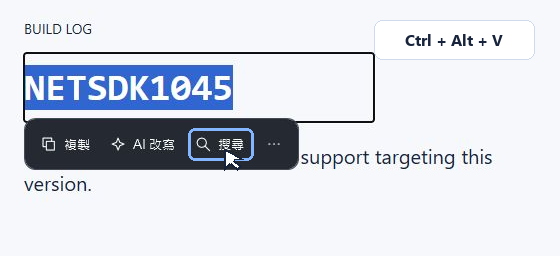 BUILD LOG
Ctrl + Alt + V
NETSDK1045
複製 AI 改寫 搜尋 ···
support targeting this
version.